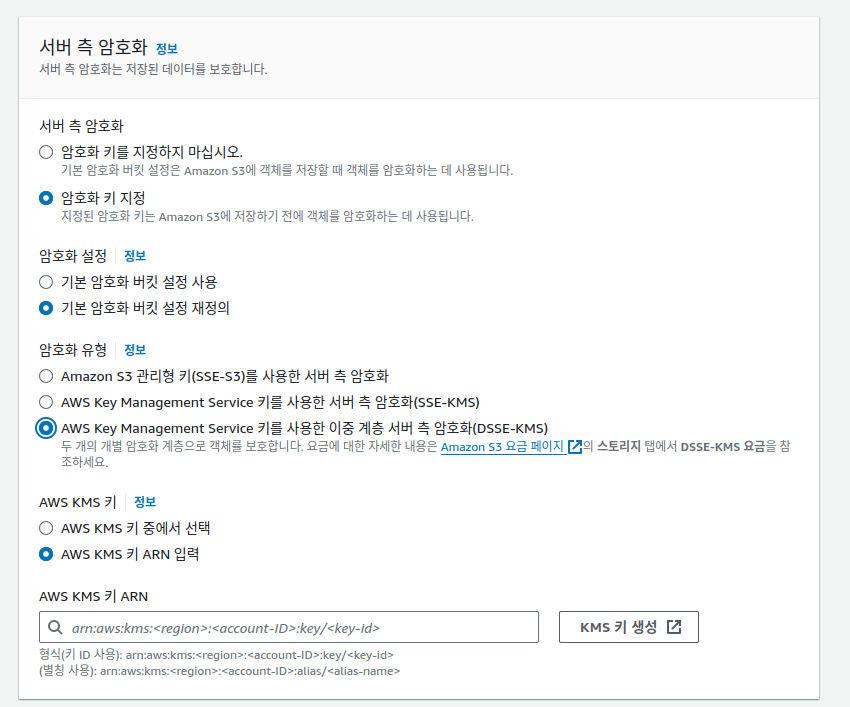 서버 측 암호화 정보
서버 측 암호화는 저장된 데이터를 보호합니다.
서버 측 암호화
암호화 키를 지정하지 마십시오.
기본 암호화 버킷 설정은 Amazon S3에 객체를 저장할 때 객체를 암호화하는 데 사용됩니다.
암호화 키 지정
지정된 암호화 키는 Amazon S3에 저장하기 전에 객체를 암호화하는 데 사용됩니다.
암호화 설정 정보
기본 암호화 버킷 설정 사용
기본 암호화 버킷 설정 재정의
암호화 유형 정보
Amazon S3 관리형 키(SSE-S3)를 사용한 서버 측 암호화
AWS Key Management Service 키를 사용한 서버 측 암호화(SSE-KMS)
AWS Key Management Service 키를 사용한 이중 계층 서버 측 암호화(DSSE-KMS)
두 개의 개별 암호화 계층으로 객체를 보호합니다. 요금에 대한 자세한 내용은 Amazon S3 요금 페이지 의 스토리지 탭에서 DSSE-KMS 요금을 참
조하세요.
AWS KMS 키 정보
AWS KMS 키 중에서 선택
AWS KMS 키 ARN 입력
AWS KMS 키 ARN
arn:aws:kms:<region>:<account-ID>:key/<key-id> KMS 키 생성
형식(키 ID 사용): arn:aws:kms:<region>:<account-ID>:key/<key-id>
(별칭 사용): arn:aws:kms:<region>:<account-ID>:alias/<alias-name>